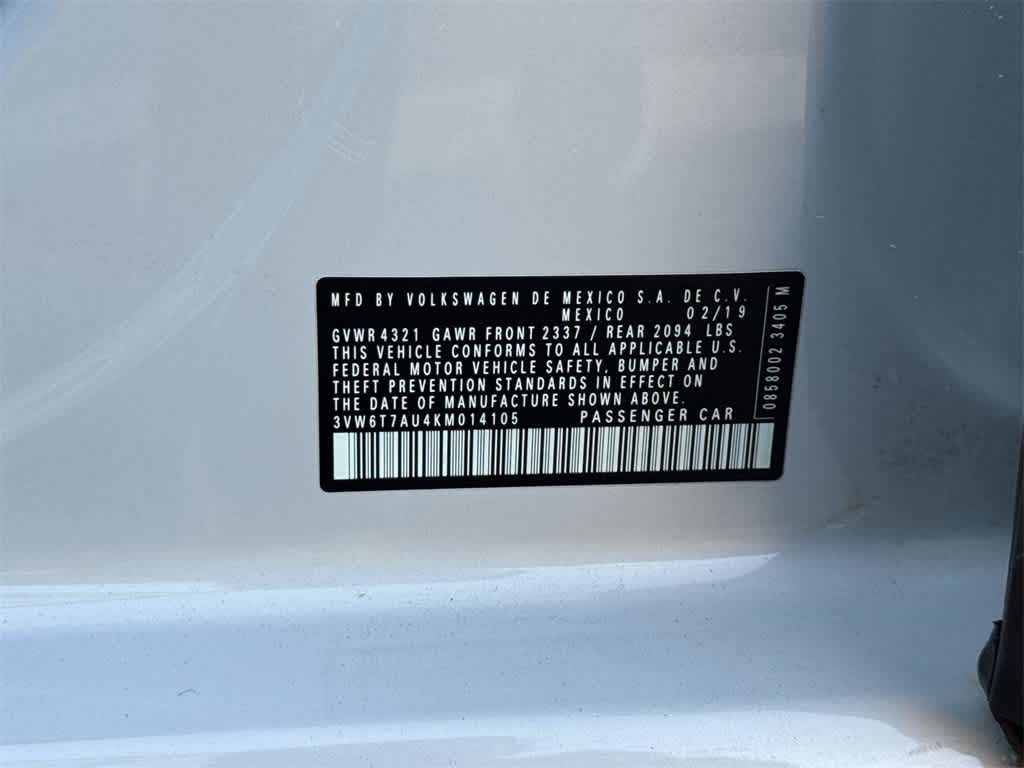 MFD BY VOLKSWAGEN DE MEXICO S.A. DE C.V.
MEXICO 02/19
GVWR 4321 GAWR FRONT 2337 / REAR 2094 LBS
THIS VEHICLE CONFORMS TO ALL APPLICABLE U.S.
FEDERAL MOTOR VEHICLE SAFETY, BUMPER AND
THEFT PREVENTION STANDARDS IN EFFECT ON
THE DATE OF MANUFACTURE SHOWN ABOVE.
3VW6T7AU4KM014105 PASSENGER CAR
0858002 3405 M